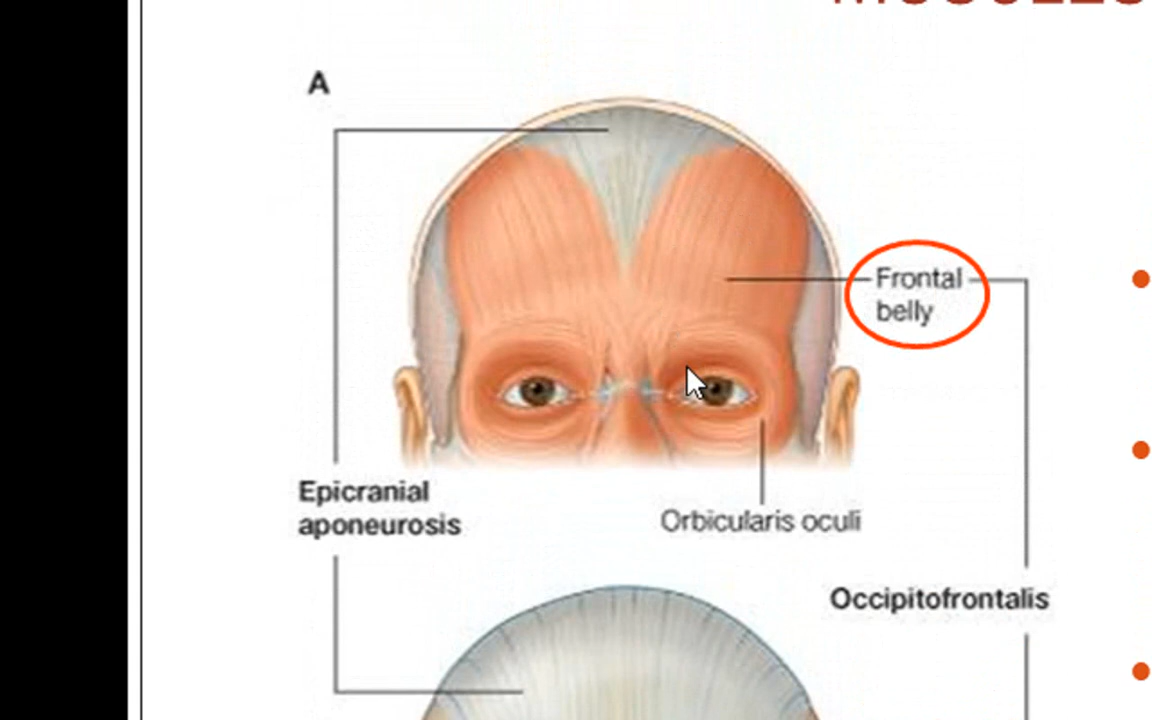 A
Frontal
belly
Epicranial
aponeurosis
Orbicularis oculi
Occipitofrontalis